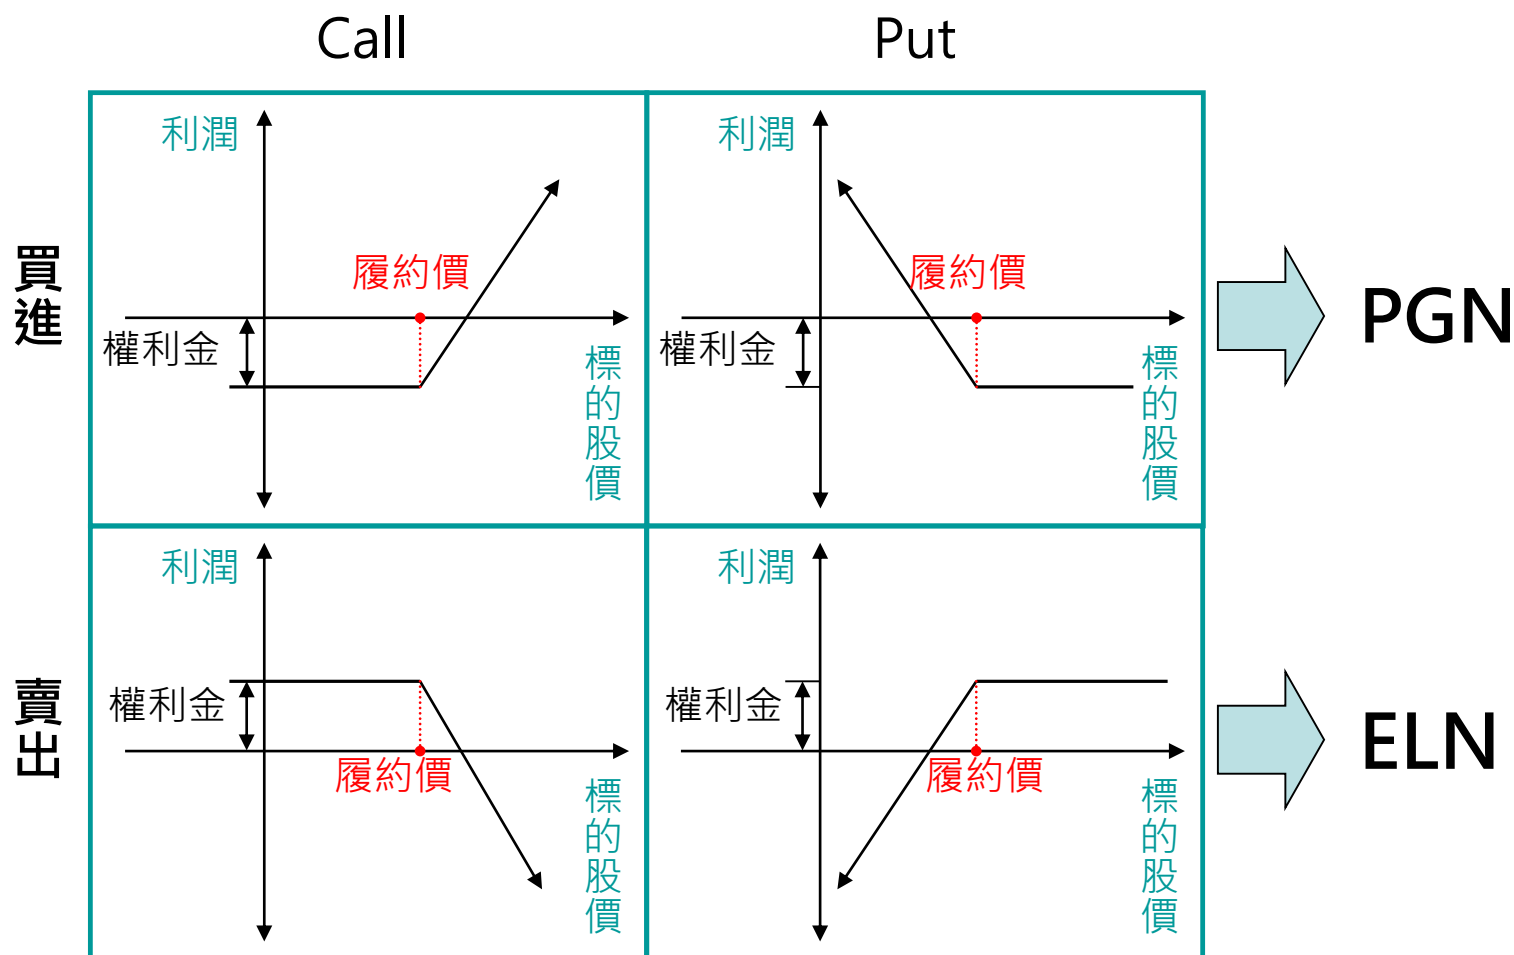 Call
Put
買進
利潤
履約價
權利金
標的股價
利潤
履約價
權利金
標的股價
PGN
賣出
利潤
權利金
履約價
標的股價
利潤
權利金
履約價
標的股價
ELN